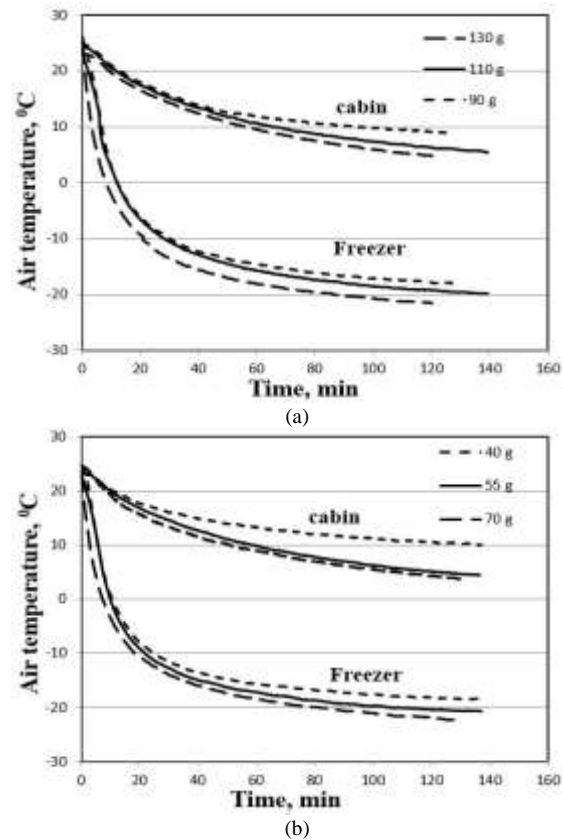 30
130 g
20
110 g
90 g
cabin
10
0
Freezer
-10
-20
-30
Air temperature, ⁰C
0 20 40 60 80 100 120 140 160
Time, min
(a)
30
40 g
20
55 g
cabin
70 g
10
0
Freezer
-10
-20
-30
Air temperature, ⁰C
0 20 40 60 80 100 120 140 160
Time, min
(b)